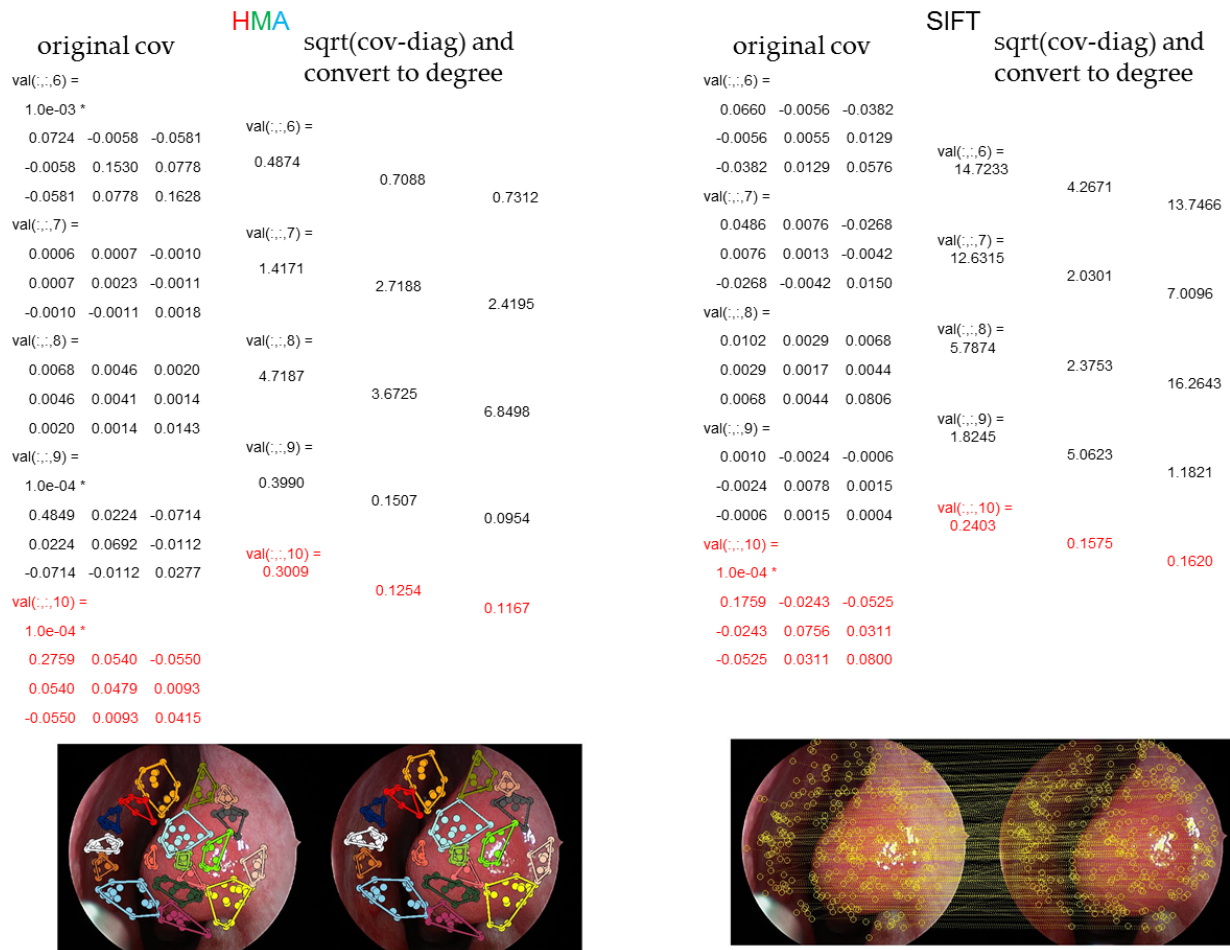 HMA
original cov
sqrt(cov-diag) and
convert to degree
val(:,:,6) =
1.0e-03 *
0.0724 -0.0058 -0.0581
-0.0058 0.1530 0.0778
-0.0581 0.0778 0.1628
val(:,:,7) =
0.0006 0.0007 -0.0010
0.0007 0.0023 -0.0011
-0.0010 -0.0011 0.0018
val(:,:,8) =
0.0068 0.0046 0.0020
0.0046 0.0041 0.0014
0.0020 0.0014 0.0143
val(:,:,9) =
1.0e-04 *
0.4849 0.0224 -0.0714
0.0224 0.0692 -0.0112
-0.0714 -0.0112 0.0277
val(:,:,10) =
1.0e-04 *
0.2759 0.0540 -0.0550
0.0540 0.0479 0.0093
-0.0550 0.0093 0.0415
val(:,:,6) =
0.4874
0.7088
0.7312
val(:,:,7) =
1.4171
2.7188
2.4195
val(:,:,8) =
4.7187
3.6725
6.8498
val(:,:,9) =
0.3990
0.1507
0.0954
val(:,:,10) =
0.3009
0.1254
0.1167
SIFT
original cov
sqrt(cov-diag) and
convert to degree
val(:,:,6) =
0.0660 -0.0056 -0.0382
-0.0056 0.0055 0.0129
-0.0382 0.0129 0.0576
val(:,:,7) =
0.0486 0.0076 -0.0268
0.0076 0.0013 -0.0042
-0.0268 -0.0042 0.0150
val(:,:,8) =
0.0102 0.0029 0.0068
0.0029 0.0017 0.0044
0.0068 0.0044 0.0806
val(:,:,9) =
0.0010 -0.0024 -0.0006
-0.0024 0.0078 0.0015
-0.0006 0.0015 0.0004
val(:,:,10) =
1.0e-04 *
0.1759 -0.0243 -0.0525
-0.0243 0.0756 0.0311
-0.0525 0.0311 0.0800
val(:,:,6) =
14.7233
4.2671
13.7466
val(:,:,7) =
12.6315
2.0301
7.0096
val(:,:,8) =
5.7874
2.3753
16.2643
val(:,:,9) =
1.8245
5.0623
1.1821
val(:,:,10) =
0.2403
0.1575
0.1620